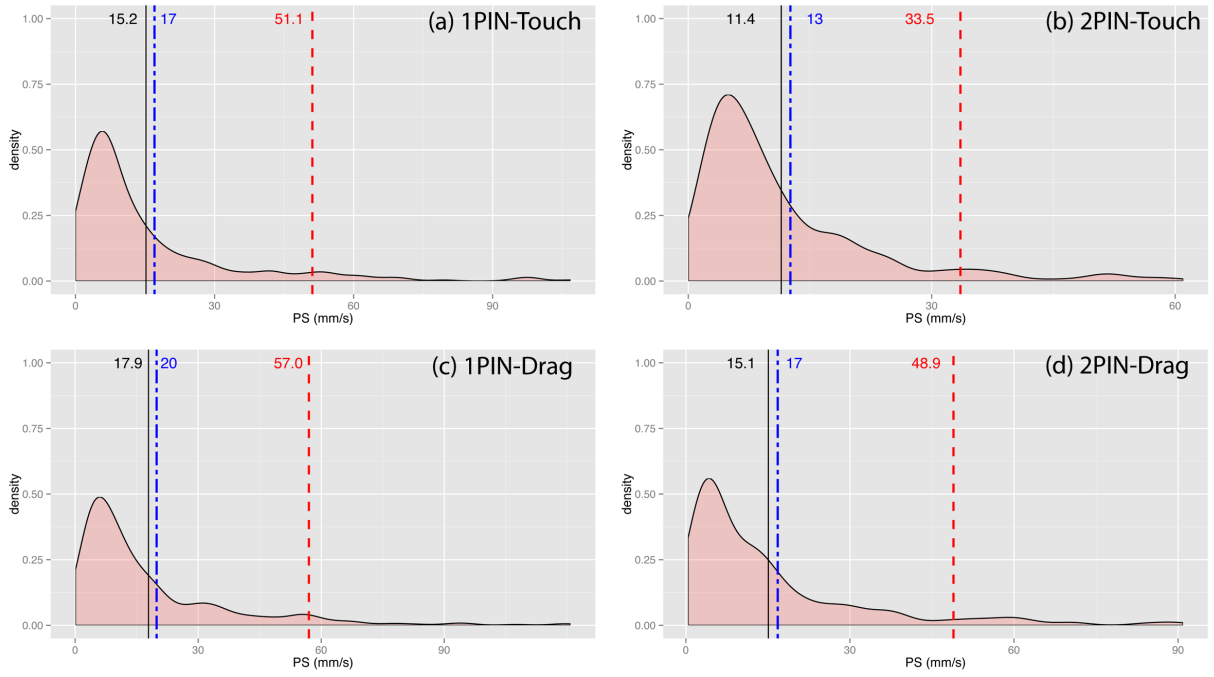 15.2 17 51.1 (a) 1PIN-Touch
1.00
0.75
0.50
0.25
0.00
density
0 30 60 90
PS (mm/s)
11.4 13 33.5 (b) 2PIN-Touch
1.00
0.75
0.50
0.25
0.00
density
0 30 60
PS (mm/s)
17.9 20 57.0 (c) 1PIN-Drag
1.00
0.75
0.50
0.25
0.00
density
0 30 60 90
PS (mm/s)
15.1 17 48.9 (d) 2PIN-Drag
1.00
0.75
0.50
0.25
0.00
density
0 30 60 90
PS (mm/s)